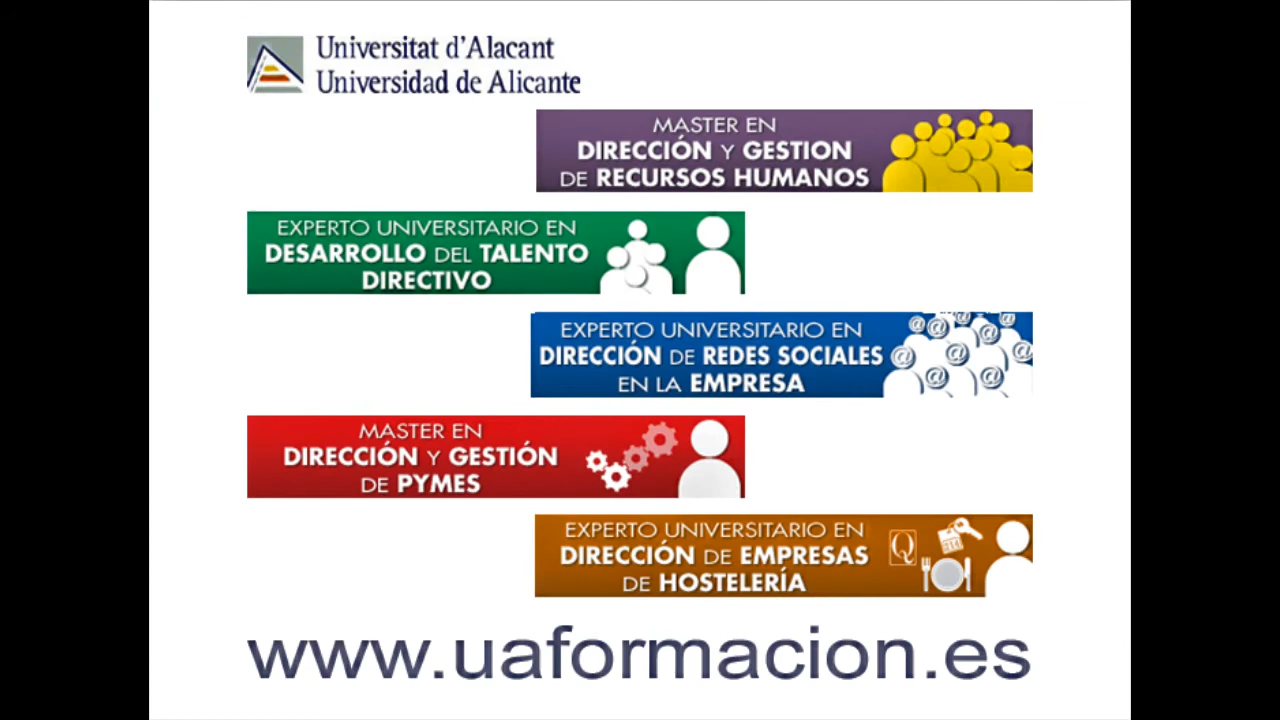 Universitat d'Alacant
Universidad de Alicante
MASTER EN
DIRECCIÓN Y GESTION
DE RECURSOS HUMANOS
EXPERTO UNIVERSITARIO EN
DESARROLLO DEL TALENTO
DIRECTIVO
EXPERTO UNIVERSITARIO EN
DIRECCIÓN DE REDES SOCIALES
EN LA EMPRESA
MASTER EN
DIRECCIÓN Y GESTIÓN
DE PYMES
EXPERTO UNIVERSITARIO EN
DIRECCIÓN DE EMPRESAS
DE HOSTELERÍA
Q
www.uaformacion.es